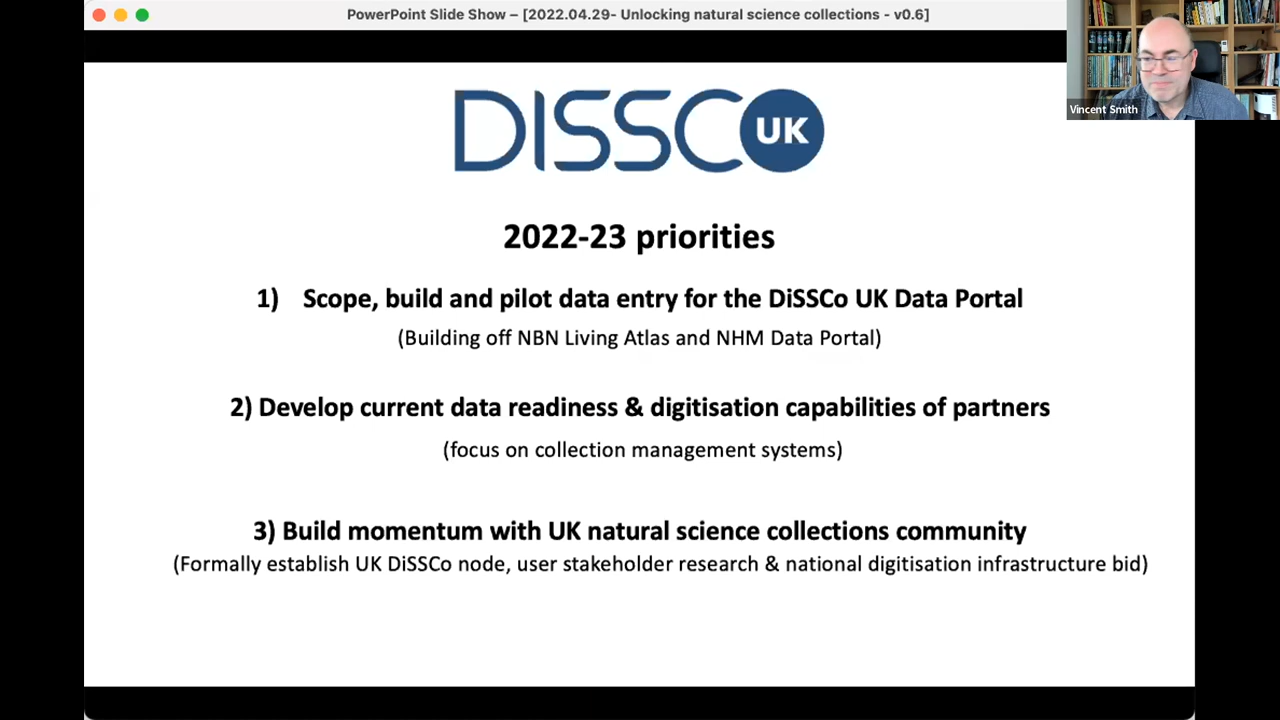 PowerPoint Slide Show – [2022.04.29- Unlocking natural science collections - v0.6]
Vincent Smith
DISSCO UK
2022-23 priorities
1) Scope, build and pilot data entry for the DiSSCo UK Data Portal
(Building off NBN Living Atlas and NHM Data Portal)
2) Develop current data readiness & digitisation capabilities of partners
(focus on collection management systems)
3) Build momentum with UK natural science collections community
(Formally establish UK DiSSCo node, user stakeholder research & national digitisation infrastructure bid)